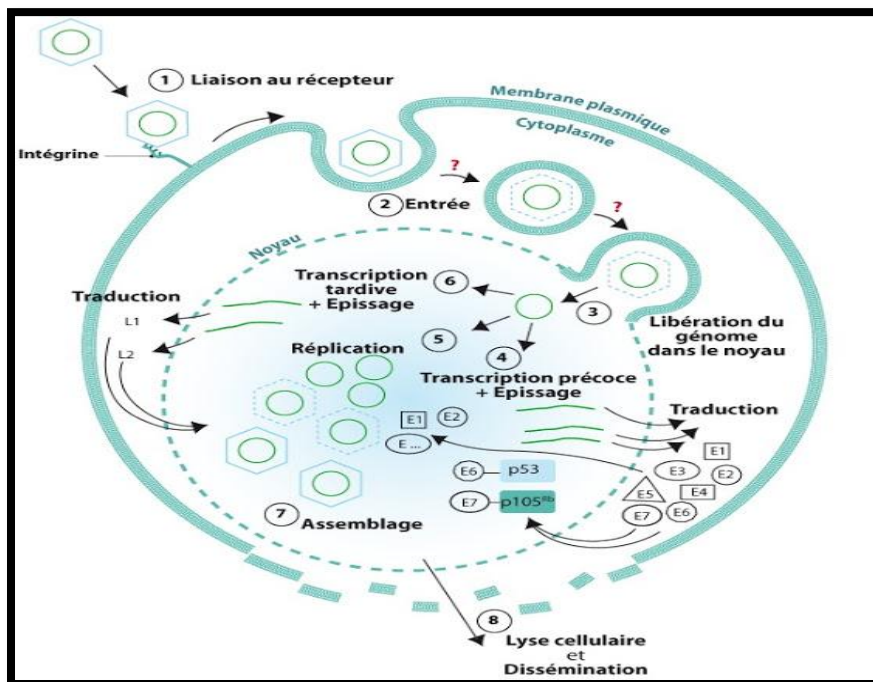 1 Liaison au récepteur
Membrane plasmique
Cytoplasme
Intégrine
?
2 Entrée
?
Noyau
Transcription
tardive
+ Epissage
6
3
Traduction
L1
L2
5
4
Libération du
génome
dans le noyau
Réplication
Transcription précoce
+ Epissage
Traduction
E1
E2
E ...
E1
E3
E2
E6
p53
E5
E4
E7
p105Rb
E7
E6
7 Assemblage
8
Lyse cellulaire
et
Dissémination